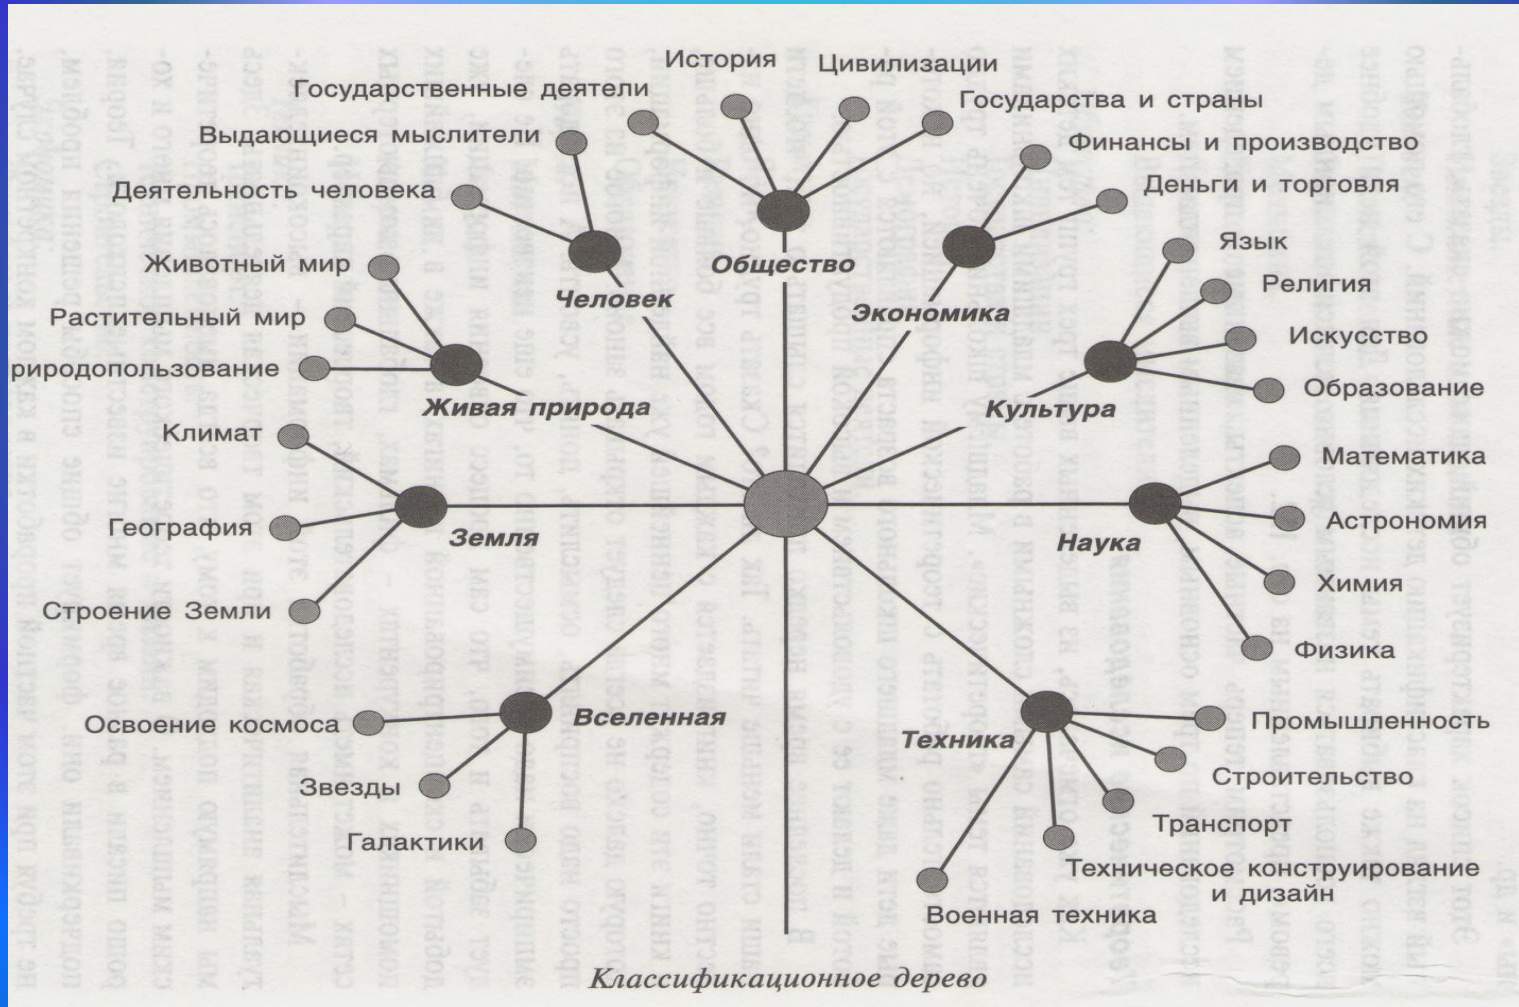 История
Цивилизации
Государственные деятели
Государства и страны
Выдающиеся мыслители
Финансы и производство
Деятельность человека
Деньги и торговля
Общество
Человек
Экономика
Животный мир
Растительный мир
риродопользование
Живая природа
Язык
Религия
Искусство
Образование
Культура
Климат
География
Строение Земли
Земля
Математика
Астрономия
Химия
Физика
Наука
Освоение космоса
Звезды
Галактики
Вселенная
Техника
Промышленность
Строительство
Транспорт
Техническое конструирование
и дизайн
Военная техника
Классификационное дерево